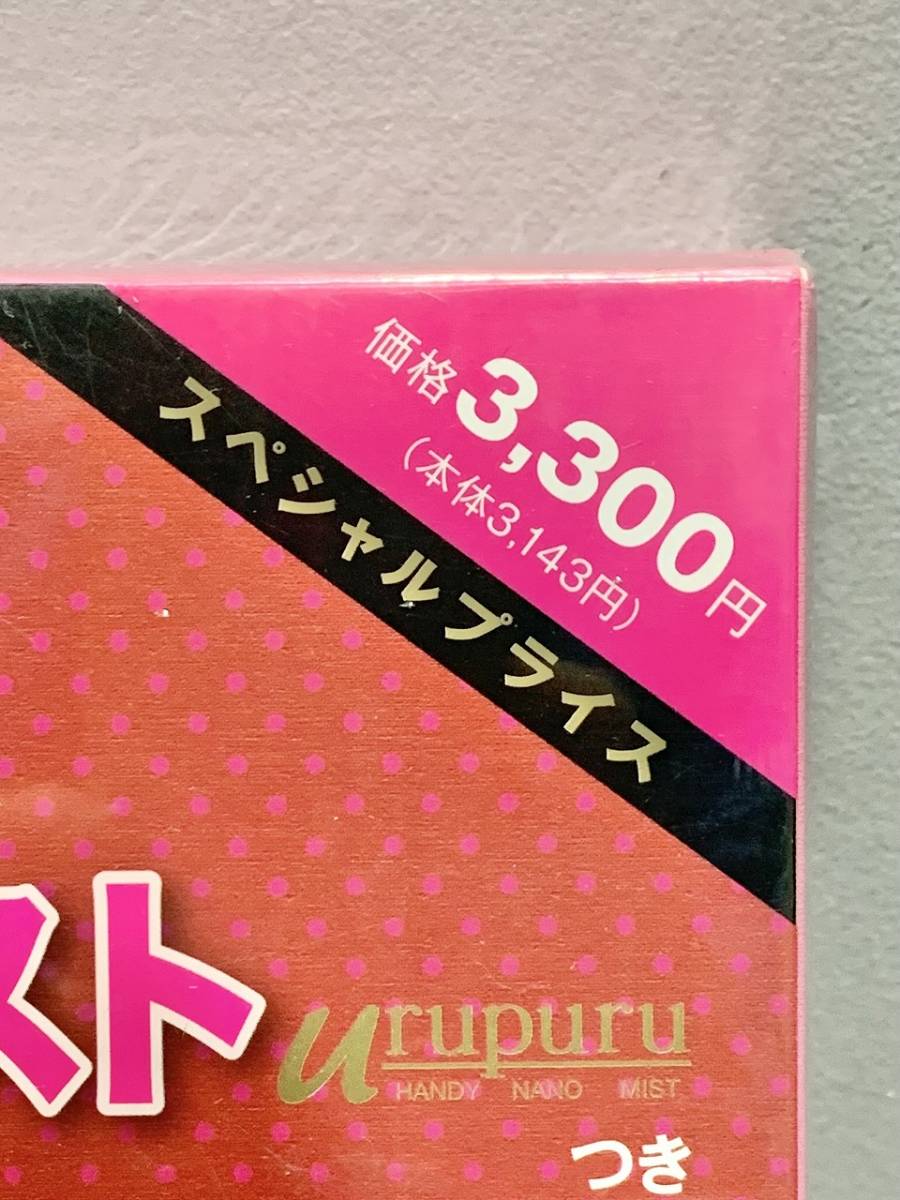 価格3,300円
（本体3,143円）
スペシャルプライス
スト
urupuru
HANDY NANO MIST
つき